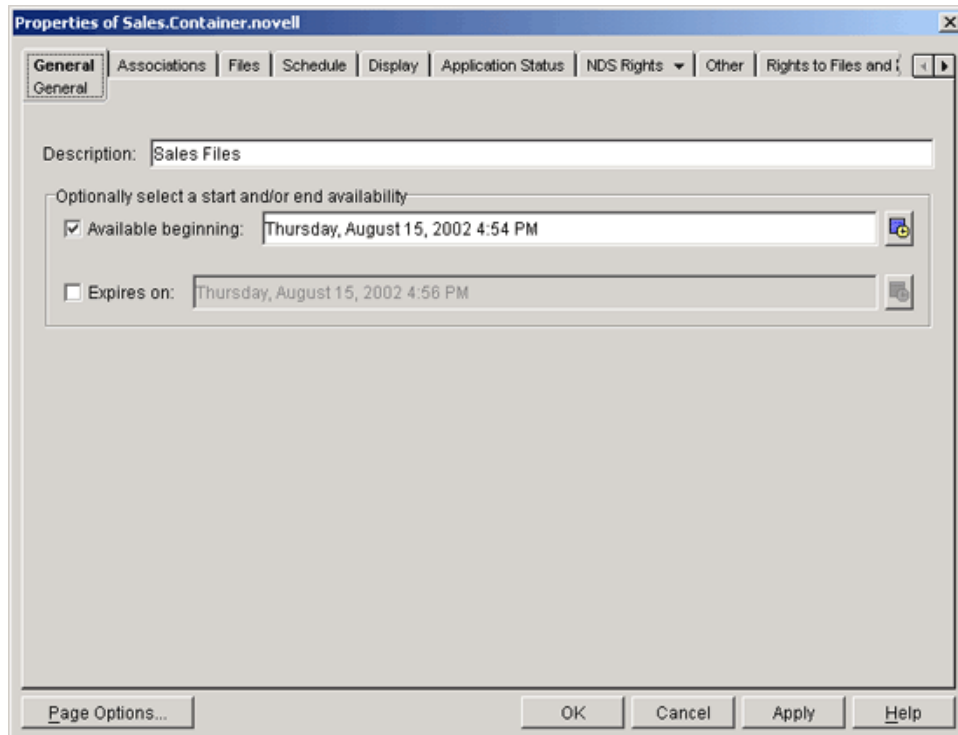 Properties of Sales.Container.novell
General Associations Files Schedule Display Application Status NDS Rights Other Rights to Files and
General
Description: Sales Files
Optionally select a start and/or end availability
Available beginning: Thursday, August 15, 2002 4:54 PM
Expires on: Thursday, August 15, 2002 4:56 PM
Page Options... OK Cancel Apply Help